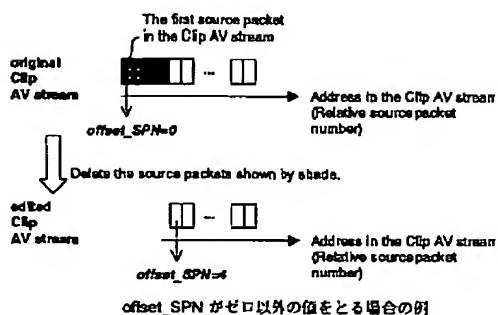 The first source packet
in the Clip AV stream
original
Clip
AV stream
...
Address in the Clip AV stream
(Relative source packet
number)
offset_SPN=0
Delete the source packets shown by shade.
edited
Clip
AV stream
...
Address in the Clip AV stream
(Relative source packet
number)
offset_SPN=4
offset_SPN がゼロ以外の値をとる場合の例